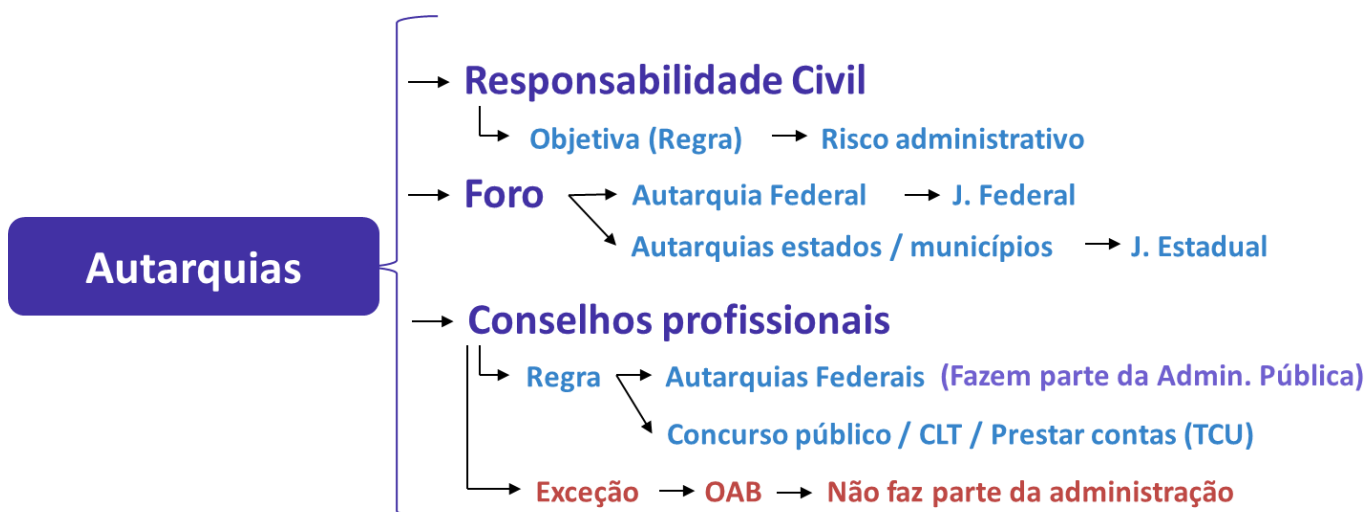 Responsabilidade Civil
Objetiva (Regra) Risco administrativo
Foro Autarquia Federal J. Federal
Autarquias estados / municípios J. Estadual
Autarquias
Conselhos profissionais
Regra Autarquias Federais (Fazem parte da Admin. Pública)
Concurso público / CLT / Prestar contas (TCU)
Exceção OAB Não faz parte da administração